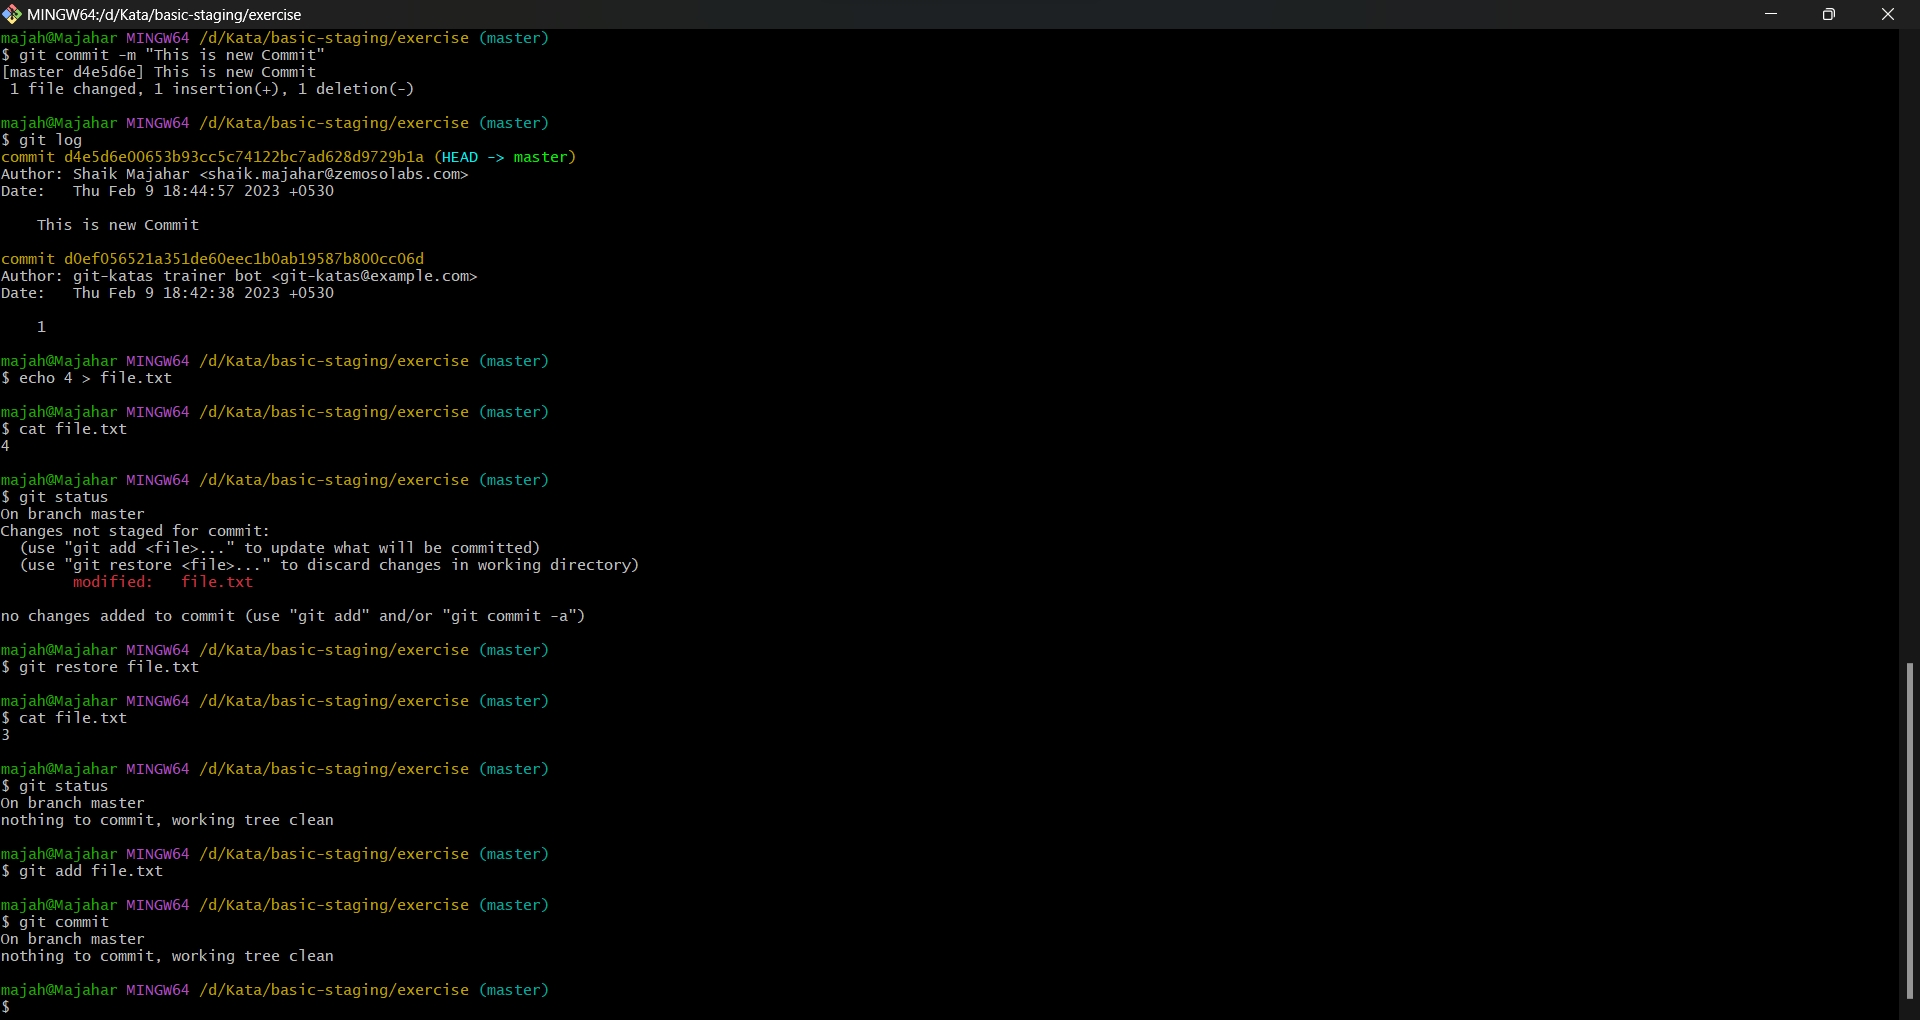 MINGW64:/d/Kata/basic-staging/exercise
majah@Majahar MINGW64 /d/Kata/basic-staging/exercise (master)
$ git commit -m "This is new Commit"
[master d4e5d6e] This is new Commit
 1 file changed, 1 insertion(+), 1 deletion(-)

majah@Majahar MINGW64 /d/Kata/basic-staging/exercise (master)
$ git log
commit d4e5d6e00653b93cc5c74122bc7ad628d9729b1a (HEAD -> master)
Author: Shaik Majahar <shaik.majahar@zemosolabs.com>
Date:   Thu Feb 9 18:44:57 2023 +0530

    This is new Commit

commit d0ef056521a351de60eec1b0ab19587b800cc06d
Author: git-katas trainer bot <git-katas@example.com>
Date:   Thu Feb 9 18:42:38 2023 +0530

    1

majah@Majahar MINGW64 /d/Kata/basic-staging/exercise (master)
$ echo 4 > file.txt

majah@Majahar MINGW64 /d/Kata/basic-staging/exercise (master)
$ cat file.txt
4

majah@Majahar MINGW64 /d/Kata/basic-staging/exercise (master)
$ git status
On branch master
Changes not staged for commit:
  (use "git add <file>..." to update what will be committed)
  (use "git restore <file>..." to discard changes in working directory)
        modified:   file.txt

no changes added to commit (use "git add" and/or "git commit -a")

majah@Majahar MINGW64 /d/Kata/basic-staging/exercise (master)
$ git restore file.txt

majah@Majahar MINGW64 /d/Kata/basic-staging/exercise (master)
$ cat file.txt
3

majah@Majahar MINGW64 /d/Kata/basic-staging/exercise (master)
$ git status
On branch master
nothing to commit, working tree clean

majah@Majahar MINGW64 /d/Kata/basic-staging/exercise (master)
$ git add file.txt

majah@Majahar MINGW64 /d/Kata/basic-staging/exercise (master)
$ git commit
On branch master
nothing to commit, working tree clean

majah@Majahar MINGW64 /d/Kata/basic-staging/exercise (master)
$